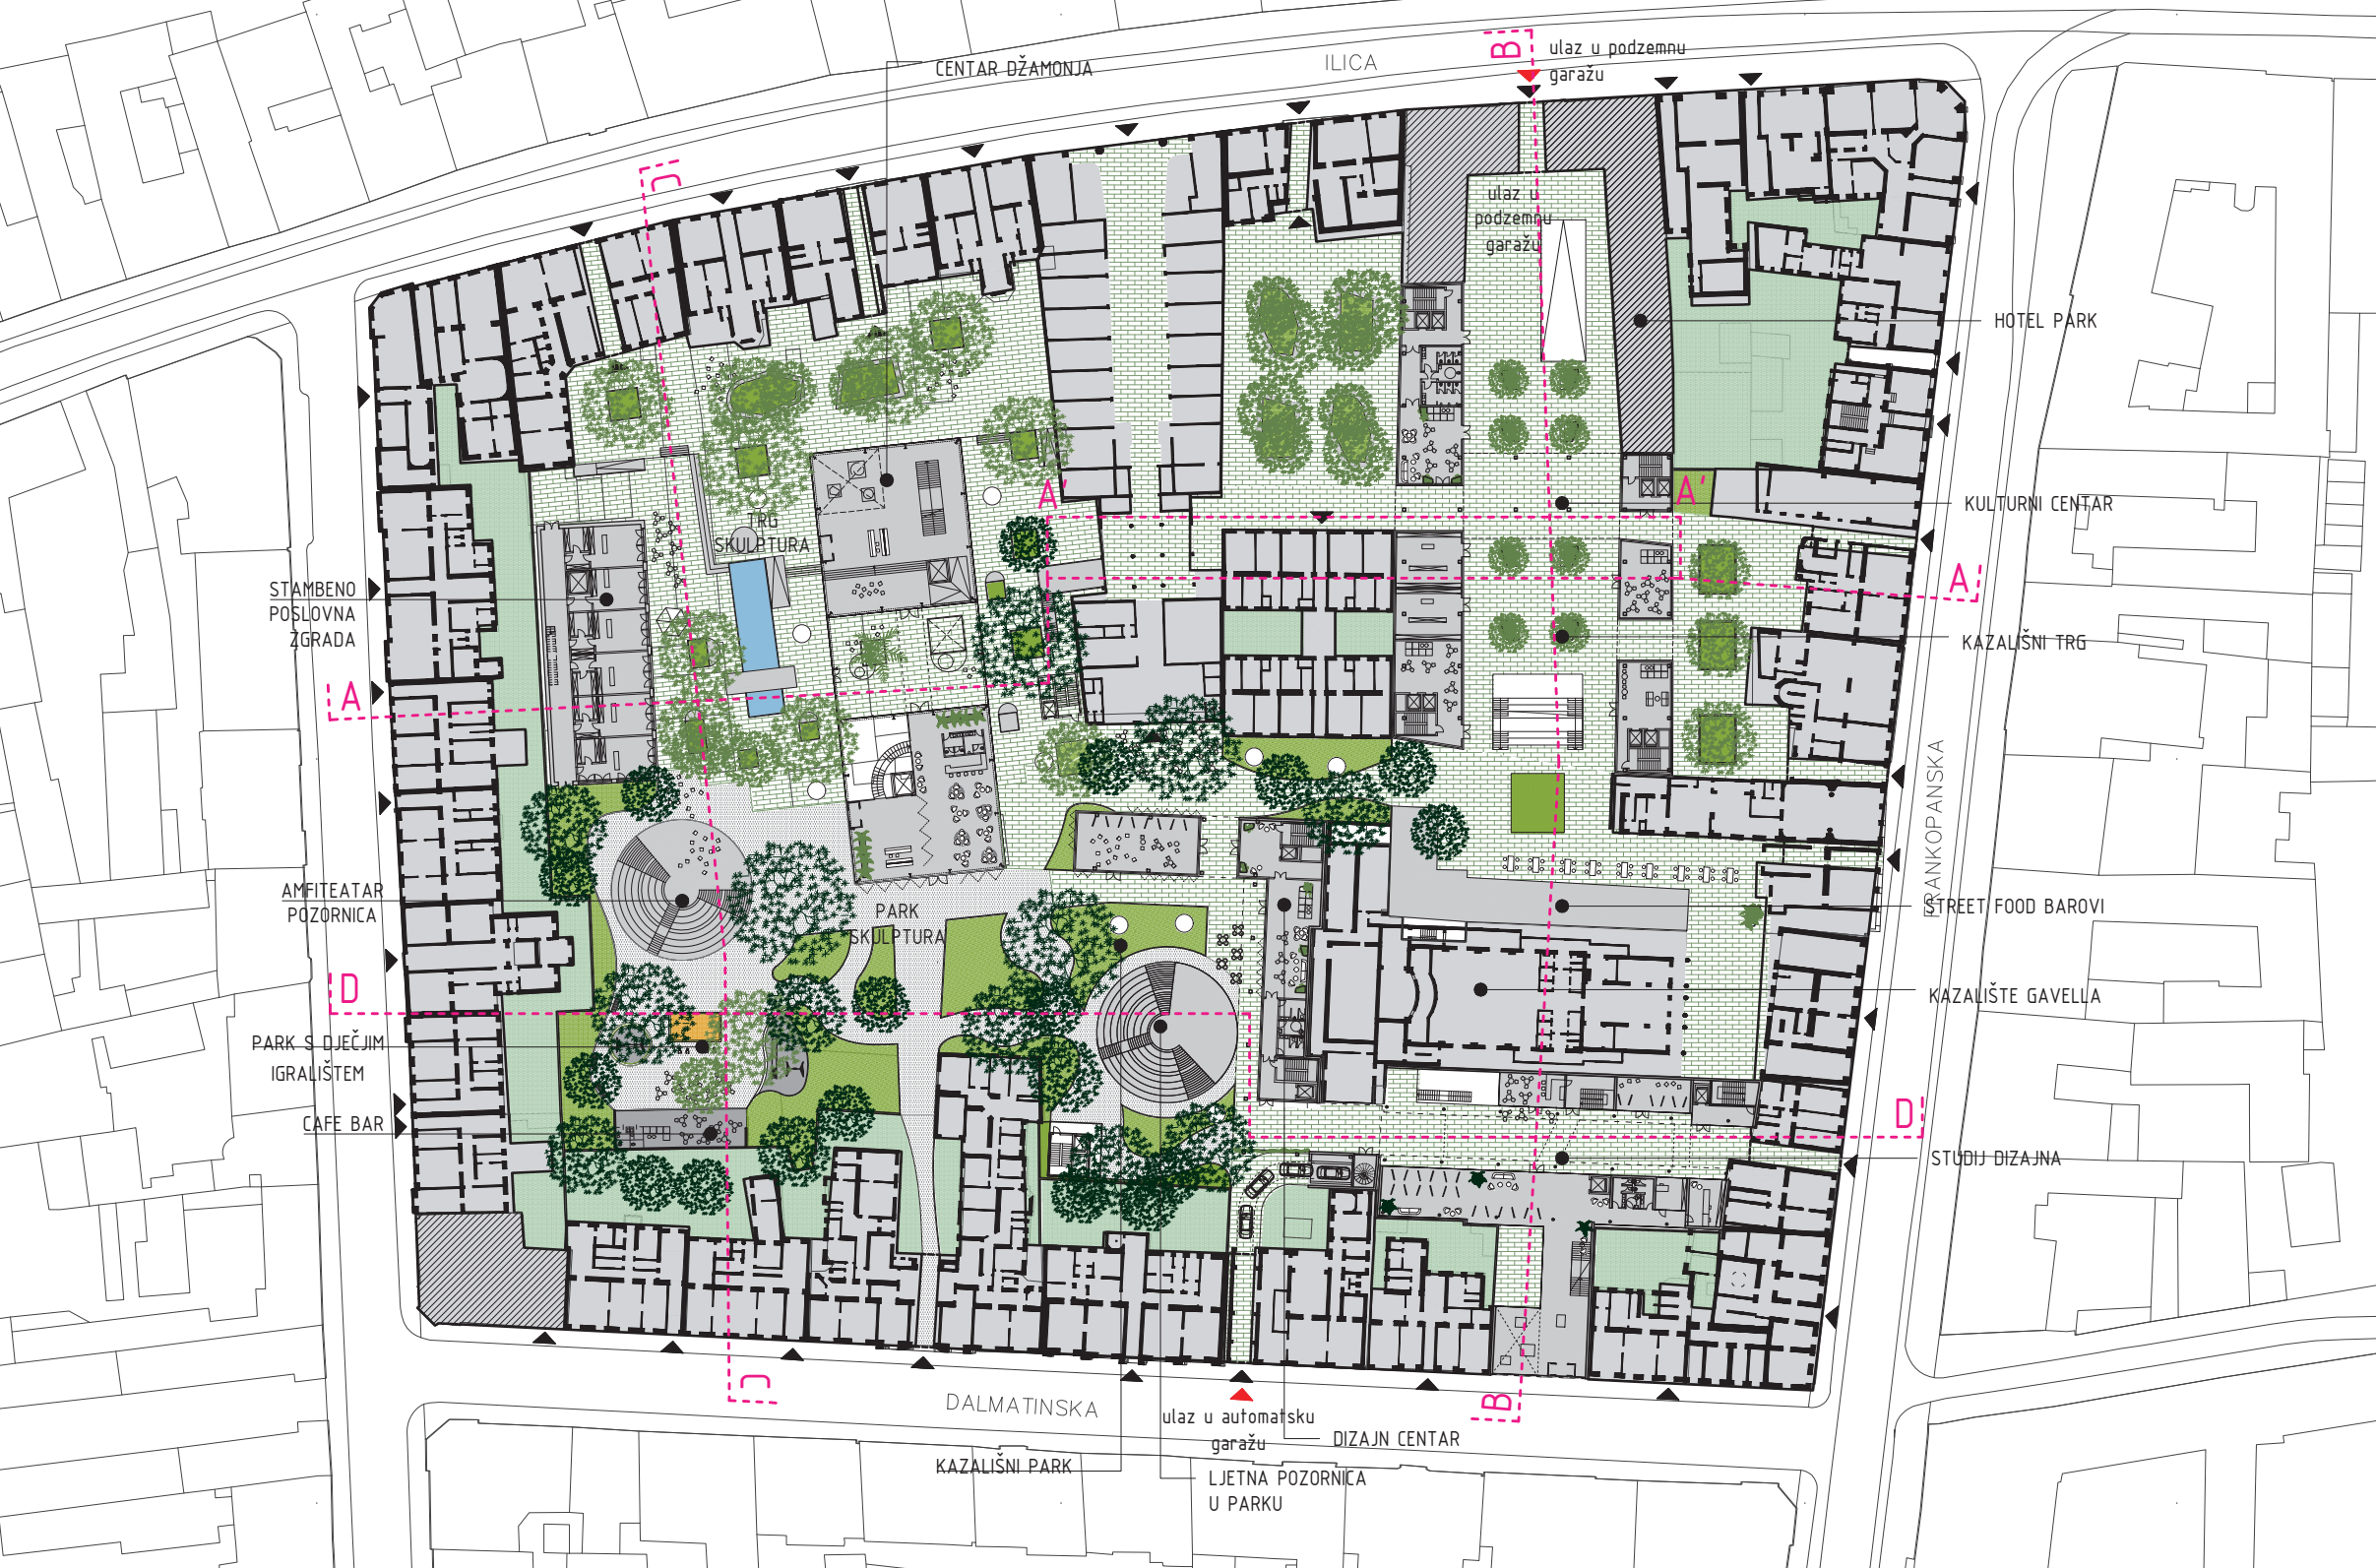 ILICA
B
ulaz u podzemnu
garažu
CENTAR DŽAMONJA
C
ulaz u
podzemnu
garažu
HOTEL PARK
A'
A'
KULTURNI CENTAR
TRG
SKULPTURA
STAMBENO
POSLOVNA
ZGRADA
A
KAZALIŠNI TRG
A
FRANKOPANSKA
AMFITEATAR
POZORNICA
PARK
SKULPTURA
STREET FOOD BAROVI
D
KAZALIŠTE GAVELLA
PARK S DJEČJIM
IGRALIŠTEM
CAFE BAR
D
STUDIJ DIZAJNA
C
B
DALMATINSKA
ulaz u automatsku
garažu
DIZAJN CENTAR
KAZALIŠNI PARK
LJETNA POZORNICA
U PARKU